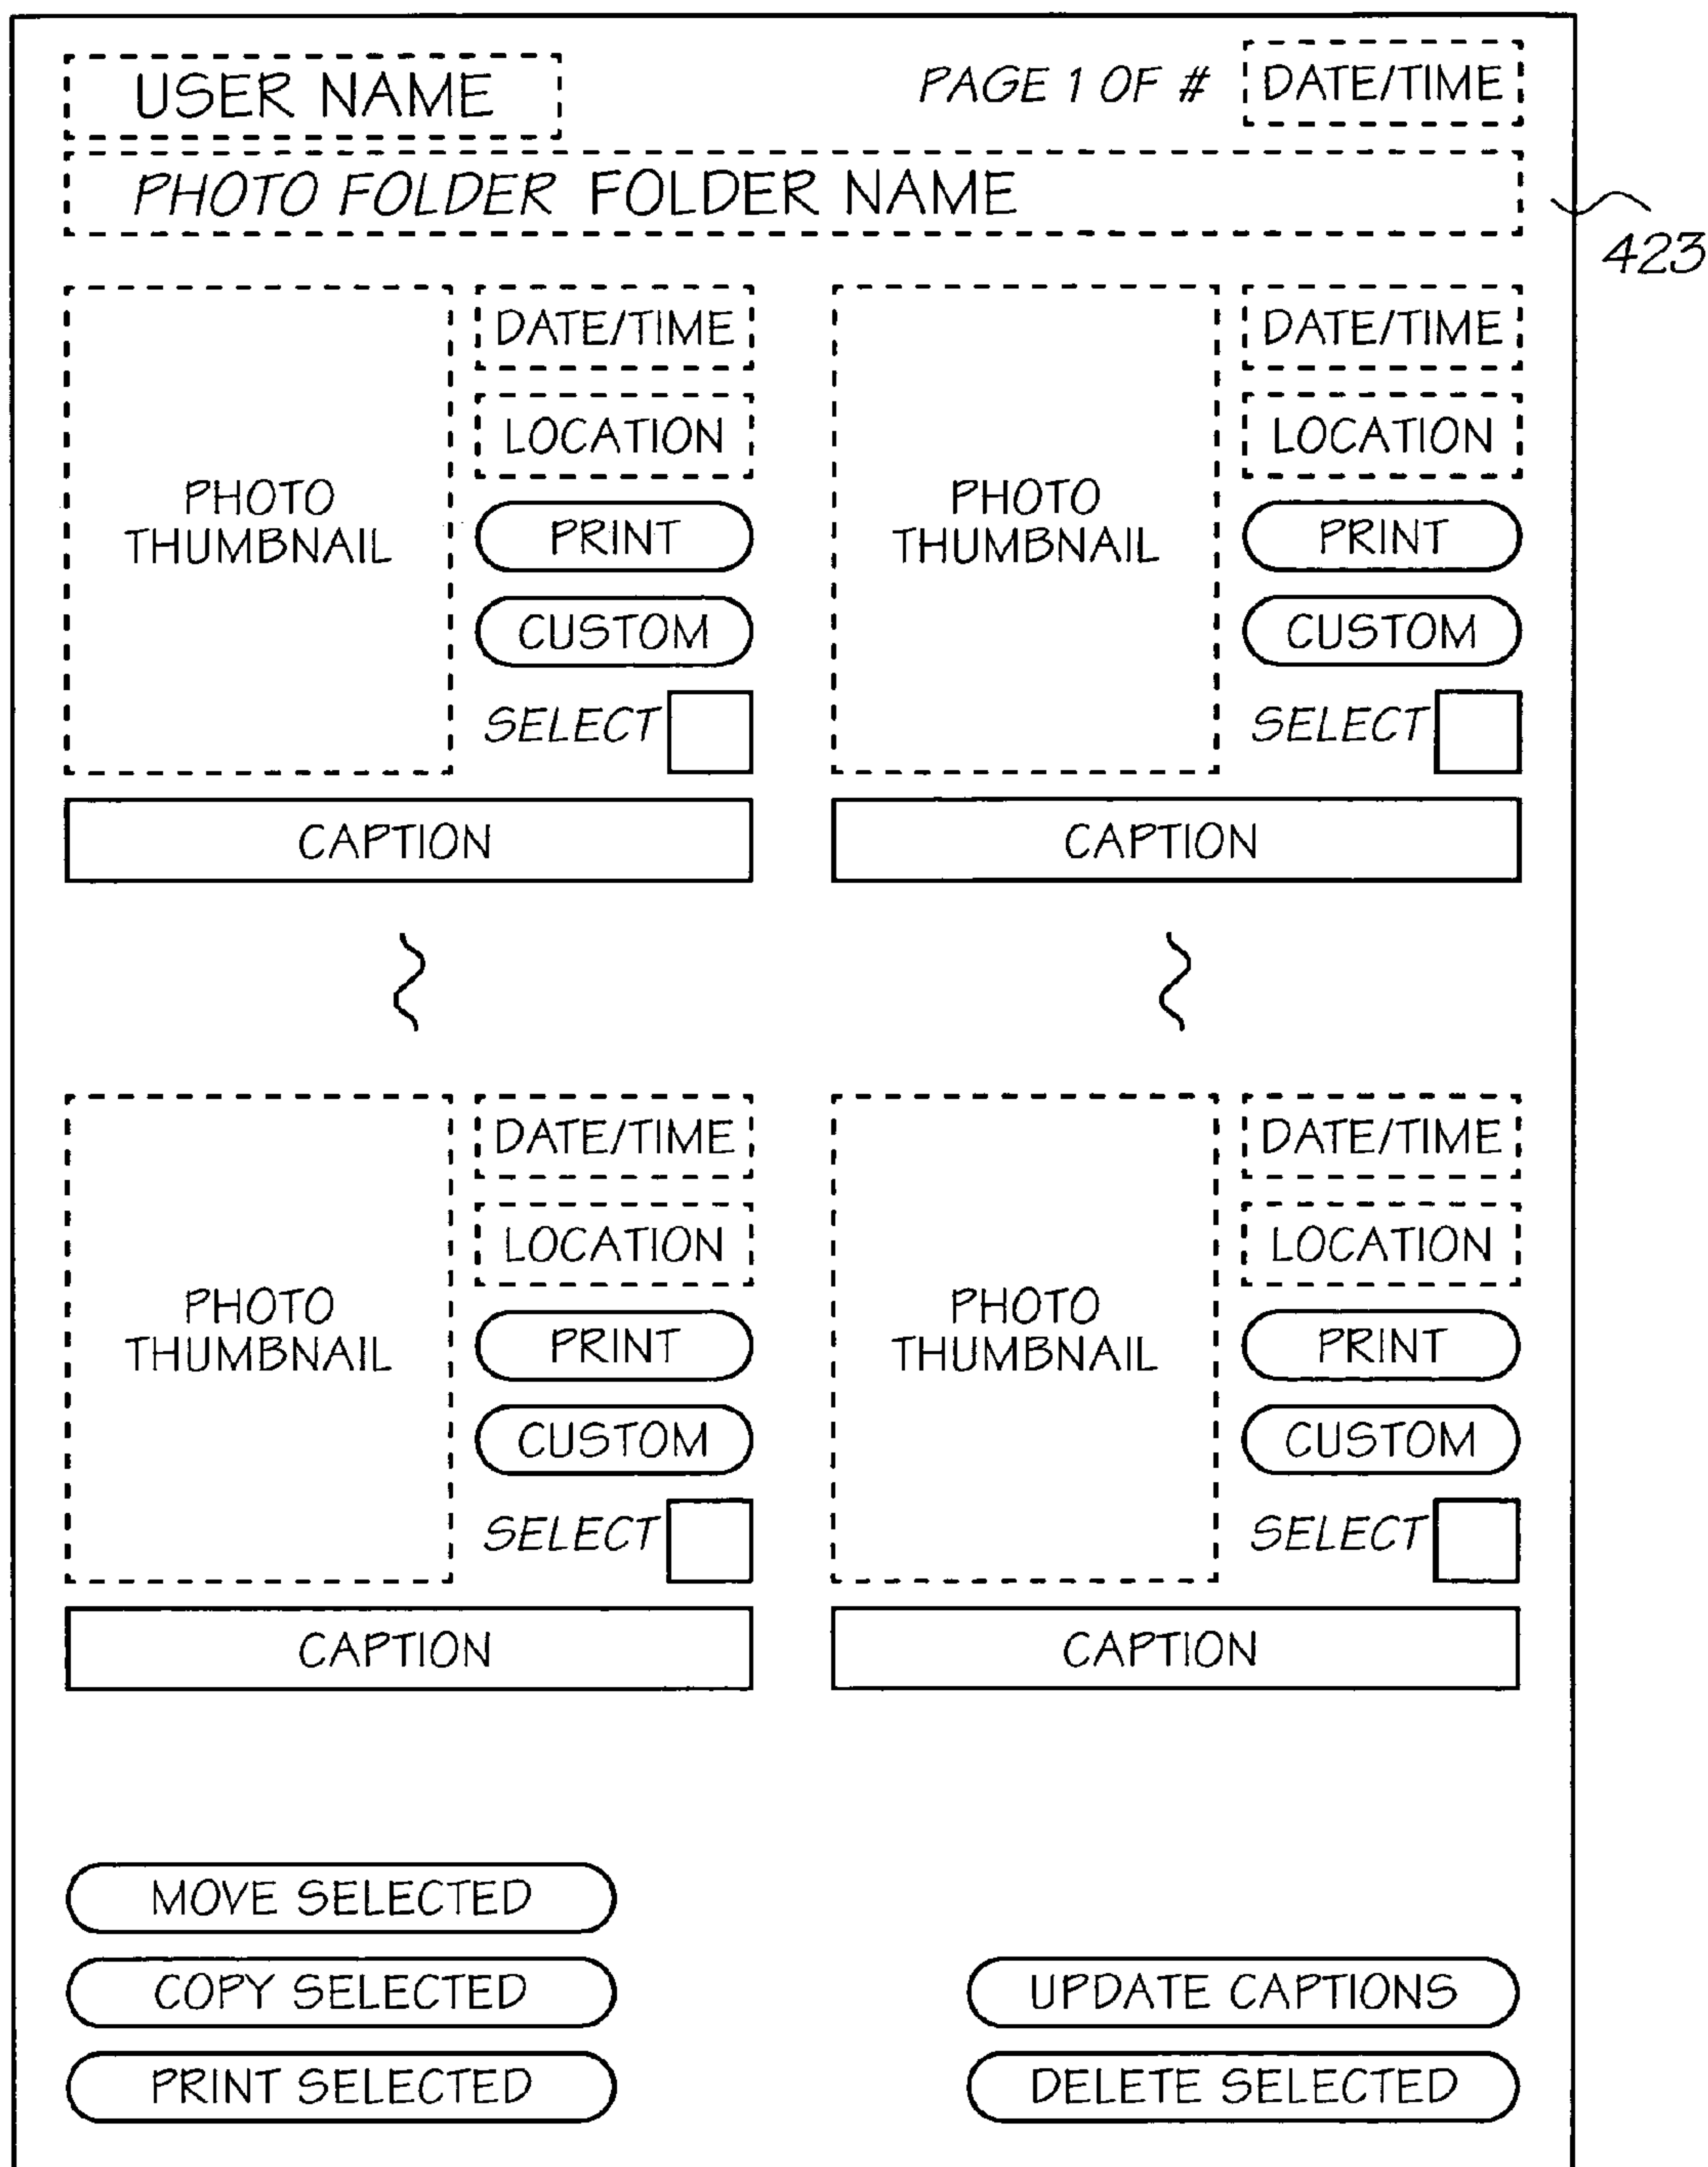 USER NAME PAGE 1 OF # DATE/TIME
PHOTO FOLDER FOLDER NAME
423
PHOTO
THUMBNAIL
DATE/TIME
LOCATION
PRINT
CUSTOM
SELECT
CAPTION
PHOTO
THUMBNAIL
DATE/TIME
LOCATION
PRINT
CUSTOM
SELECT
CAPTION
PHOTO
THUMBNAIL
DATE/TIME
LOCATION
PRINT
CUSTOM
SELECT
CAPTION
PHOTO
THUMBNAIL
DATE/TIME
LOCATION
PRINT
CUSTOM
SELECT
CAPTION
MOVE SELECTED
COPY SELECTED
PRINT SELECTED
UPDATE CAPTIONS
DELETE SELECTED